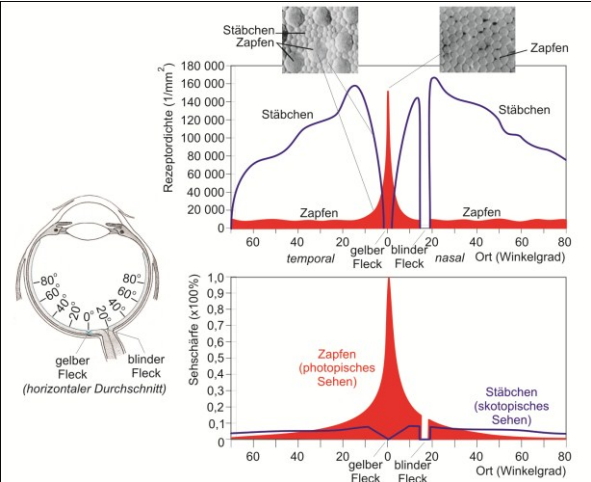 Stäbchen
Zapfen
Zapfen
Rezeptordichte (1/mm²)
180 000
160 000
140 000
120 000
100 000
80 000
60 000
40 000
20 000
0
Stäbchen
Stäbchen
Zapfen
Zapfen
60 40 20 0 20 40 60 80
temporal
gelber
Fleck
blinder
Fleck
nasal
Ort (Winkelgrad)
80°
60°
40°
20°
0°
20°
40°
60°
80°
gelber
Fleck
blinder
Fleck
(horizontaler Durchschnitt)
Sehschärfe (x100%)
1,0
0,9
0,8
0,7
0,6
0,5
0,4
0,3
0,2
0,1
0
Zapfen
(photopisches
Sehen)
Stäbchen
(skotopisches
Sehen)
60 40 20 0 20 40 60 80
gelber
Fleck
blinder
Fleck
Ort (Winkelgrad)